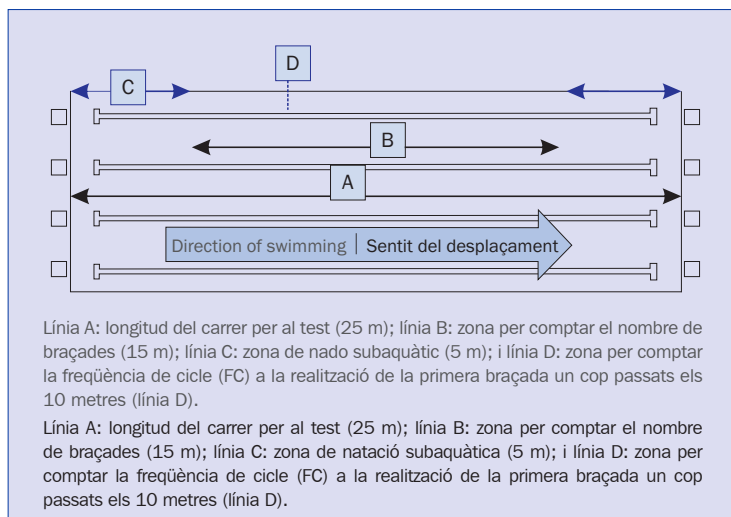 D
C
B
A
Direction of swimming | Sentit del desplaçament
Línia A: longitud del carrer per al test (25 m); línia B: zona per comptar el nombre de
braçades (15 m); línia C: zona de nado subaquàtic (5 m); i línia D: zona per comptar
la freqüència de cicle (FC) a la realització de la primera braçada un cop passats els
10 metres (línia D).
Línia A: longitud del carrer per al test (25 m); línia B: zona per comptar el nombre
de braçades (15 m); línia C: zona de natació subaquàtica (5 m); i línia D: zona per
comptar la freqüència de cicle (FC) a la realització de la primera braçada un cop
passats els 10 metres (línia D).